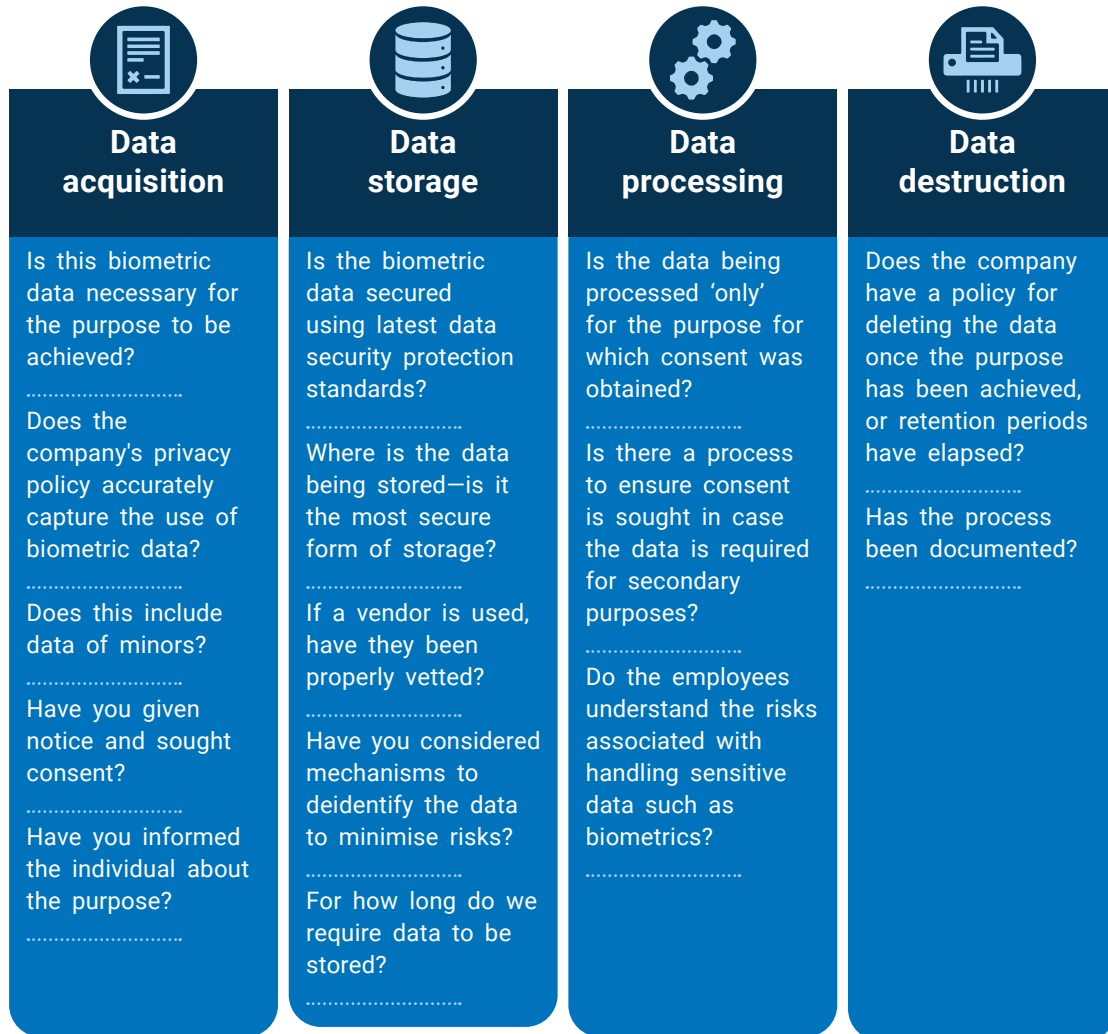 Data
acquisition
Is this biometric
data necessary for
the purpose to be
achieved?
Does the
company's privacy
policy accurately
capture the use of
biometric data?
Does this include
data of minors?
Have you given
notice and sought
consent?
Have you informed
the individual about
the purpose?
Data
storage
Is the biometric
data secured
using latest data
security protection
standards?
Where is the data
being stored—is it
the most secure
form of storage?
If a vendor is used,
have they been
properly vetted?
Have you considered
mechanisms to
deidentify the data
to minimise risks?
For how long do we
require data to be
stored?
Data
processing
Is the data being
processed ‘only’
for the purpose for
which consent was
obtained?
Is there a process
to ensure consent
is sought in case
the data is required
for secondary
purposes?
Do the employees
understand the risks
associated with
handling sensitive
data such as
biometrics?
Data
destruction
Does the company
have a policy for
deleting the data
once the purpose
has been achieved,
or retention periods
have elapsed?
Has the process
been documented?